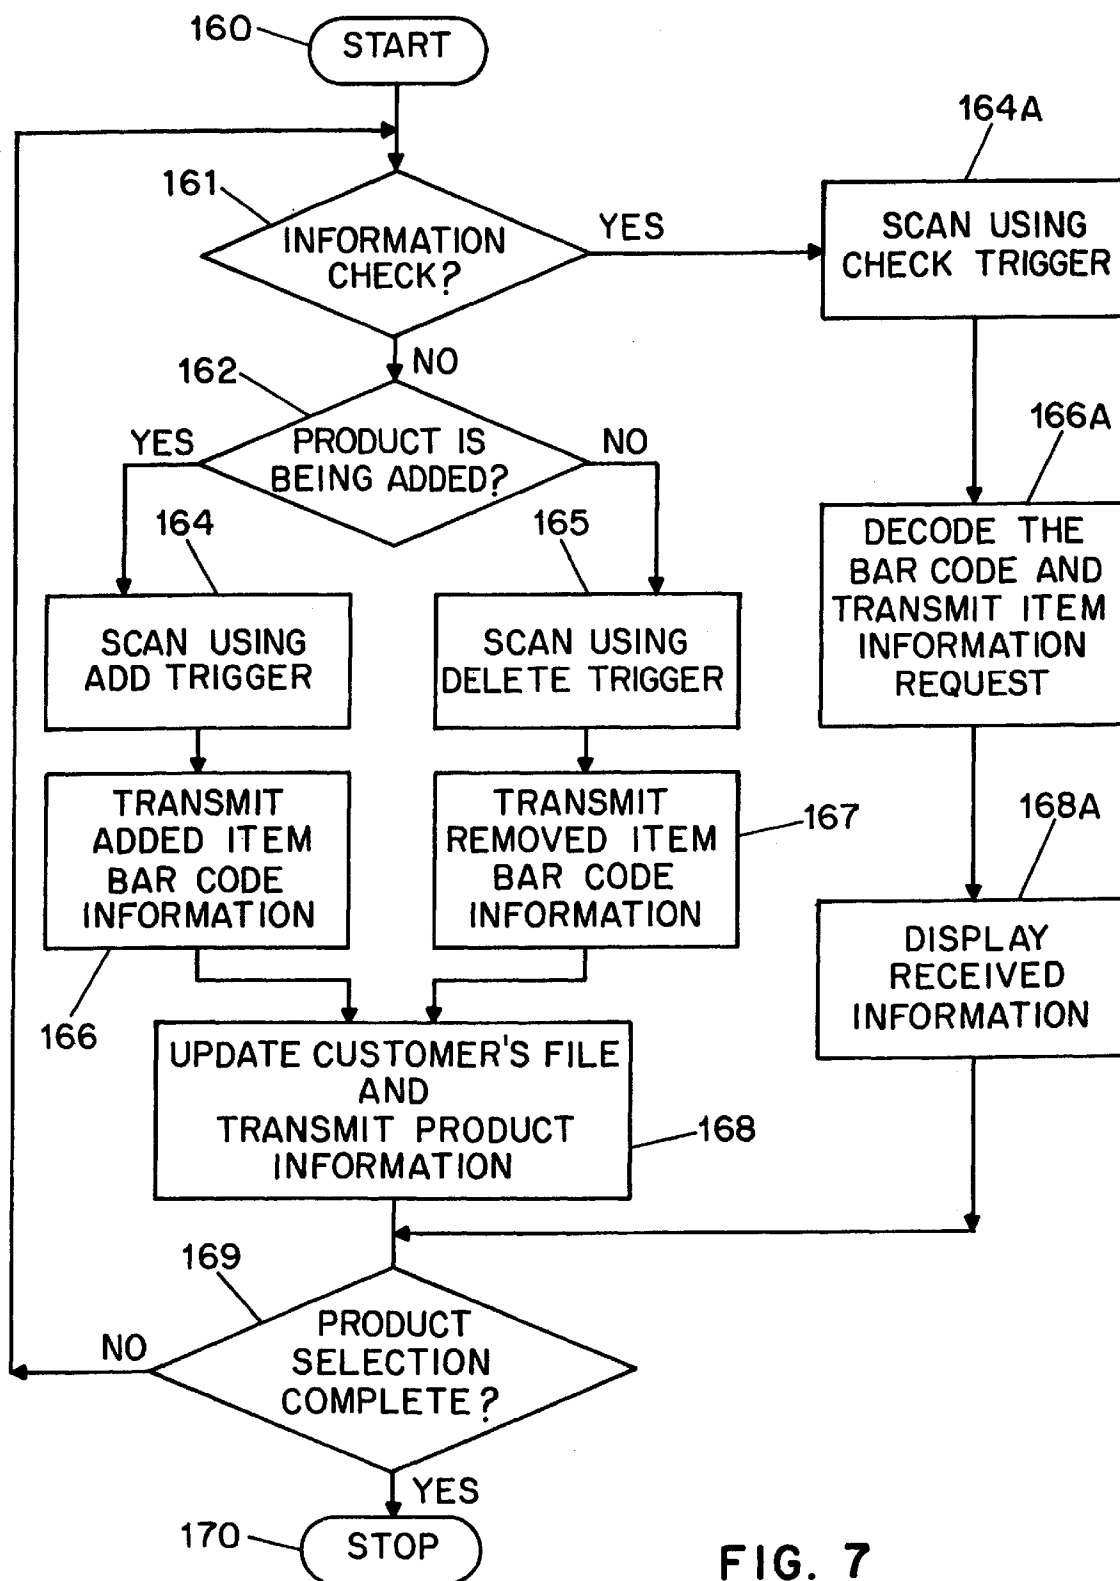 160
START
164A
161
INFORMATION
CHECK?
YES
SCAN USING
CHECK TRIGGER
NO
162
166A
YES
PRODUCT IS
BEING ADDED?
NO
164
165
DECODE THE
BAR CODE AND
TRANSMIT ITEM
INFORMATION
REQUEST
SCAN USING
ADD TRIGGER
SCAN USING
DELETE TRIGGER
TRANSMIT
ADDED ITEM
BAR CODE
INFORMATION
TRANSMIT
REMOVED ITEM
BAR CODE
INFORMATION
167
168A
DISPLAY
RECEIVED
INFORMATION
166
UPDATE CUSTOMER'S FILE
AND
TRANSMIT PRODUCT
INFORMATION
168
169
PRODUCT
SELECTION
COMPLETE?
NO
YES
170
STOP
FIG. 7